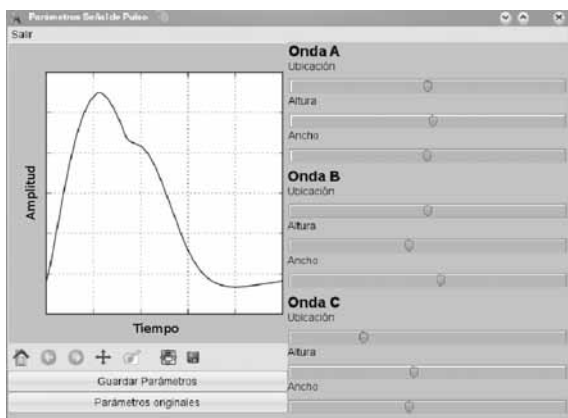 Parámetros Señal de Pulso
Salir
Amplitud
Tiempo
Guardar Parámetros
Parámetros originales
Onda A
Ubicación
Altura
Ancho
Onda B
Ubicación
Altura
Ancho
Onda C
Ubicación
Altura
Ancho